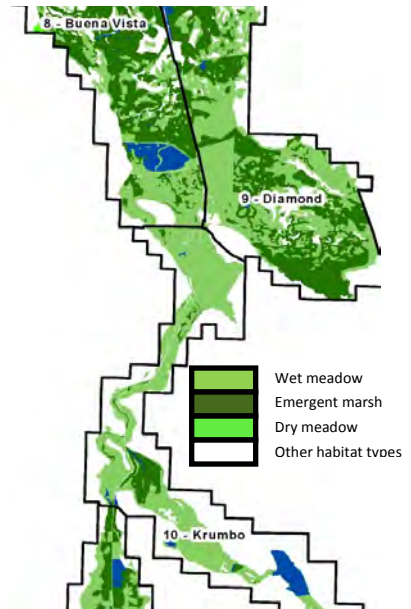 8 - Buena Vista
9 - Diamond
Wet meadow
Emergent marsh
Dry meadow
Other habitat types
10 - Krumbo